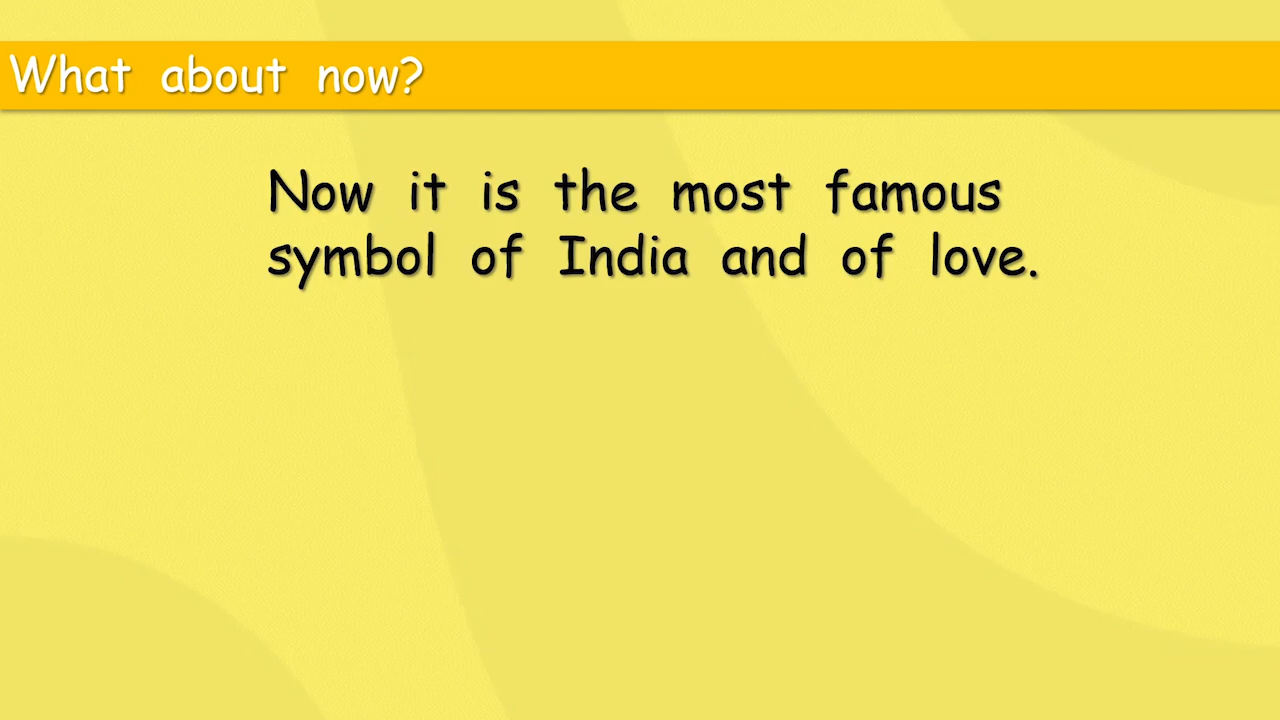 What about now?
Now it is the most famous
symbol of India and of love.